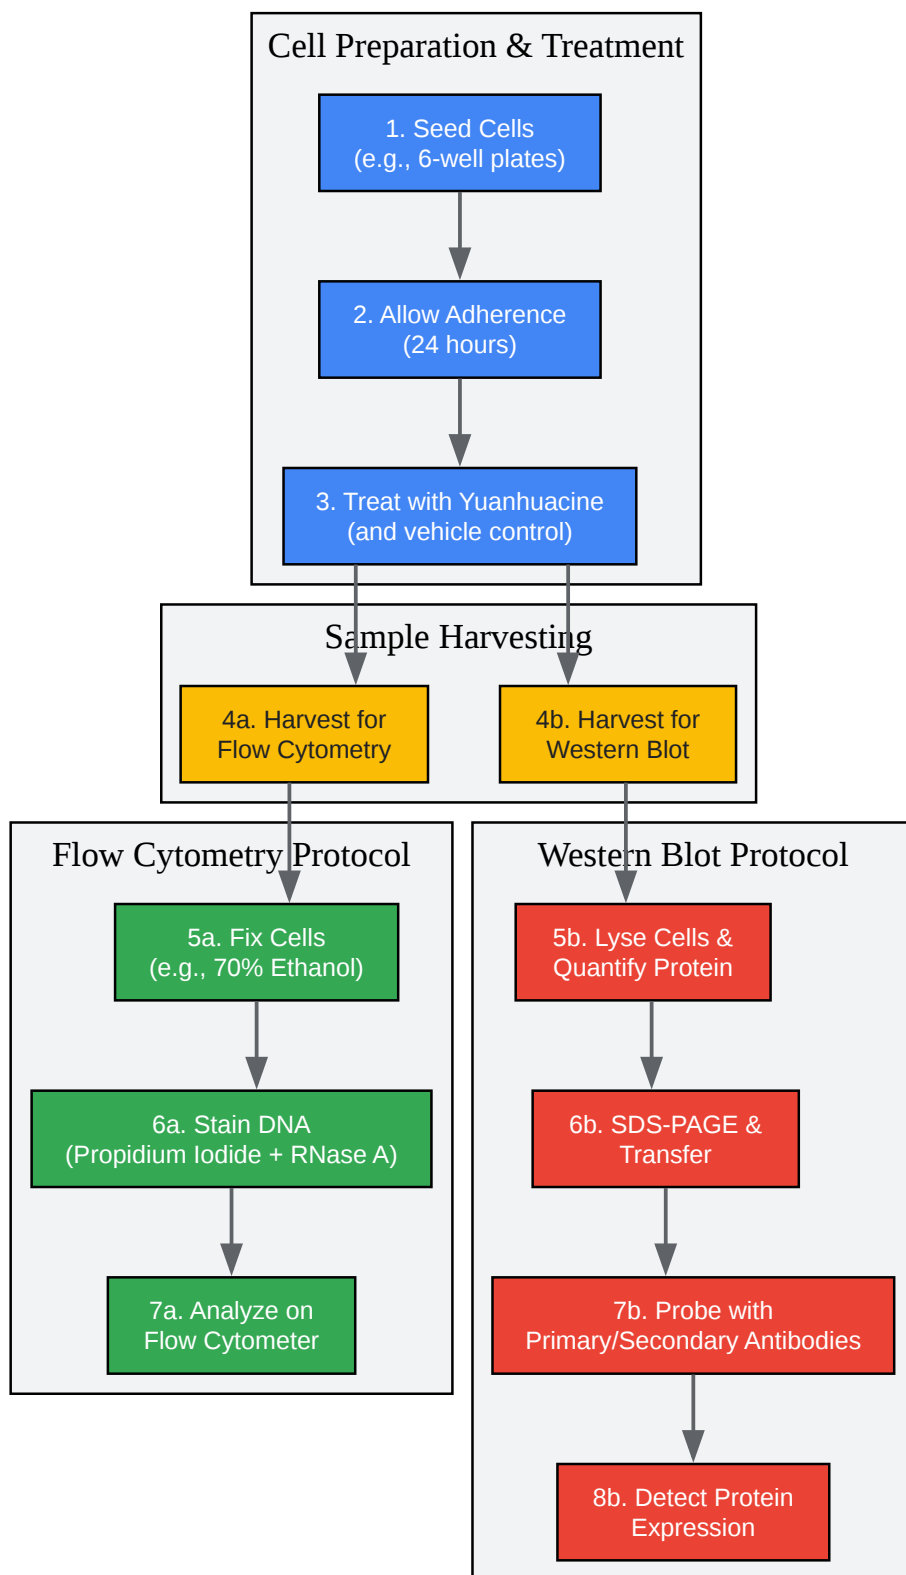 Cell Preparation & Treatment
1. Seed Cells
(e.g., 6-well plates)
2. Allow Adherence
(24 hours)
3. Treat with Yuanhuacine
(and vehicle control)
Sample Harvesting
4a. Harvest for
Flow Cytometry
4b. Harvest for
Western Blot
Flow Cytometry Protocol
5a. Fix Cells
(e.g., 70% Ethanol)
6a. Stain DNA
(Propidium Iodide + RNase A)
7a. Analyze on
Flow Cytometer
Western Blot Protocol
5b. Lyse Cells &
Quantify Protein
6b. SDS-PAGE &
Transfer
7b. Probe with
Primary/Secondary Antibodies
8b. Detect Protein
Expression